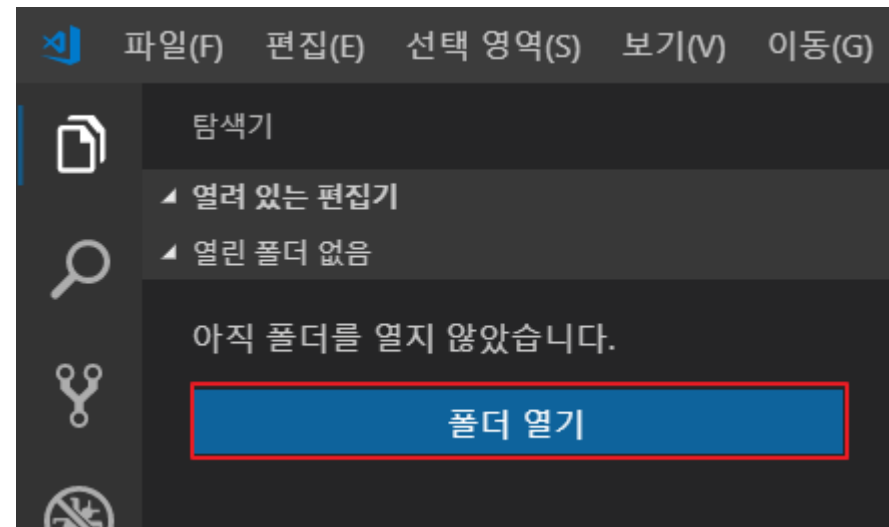 파일(F) 편집(E) 선택 영역(S) 보기(V) 이동(G)
탐색기
열려 있는 편집기
열린 폴더 없음
아직 폴더를 열지 않았습니다.
폴더 열기